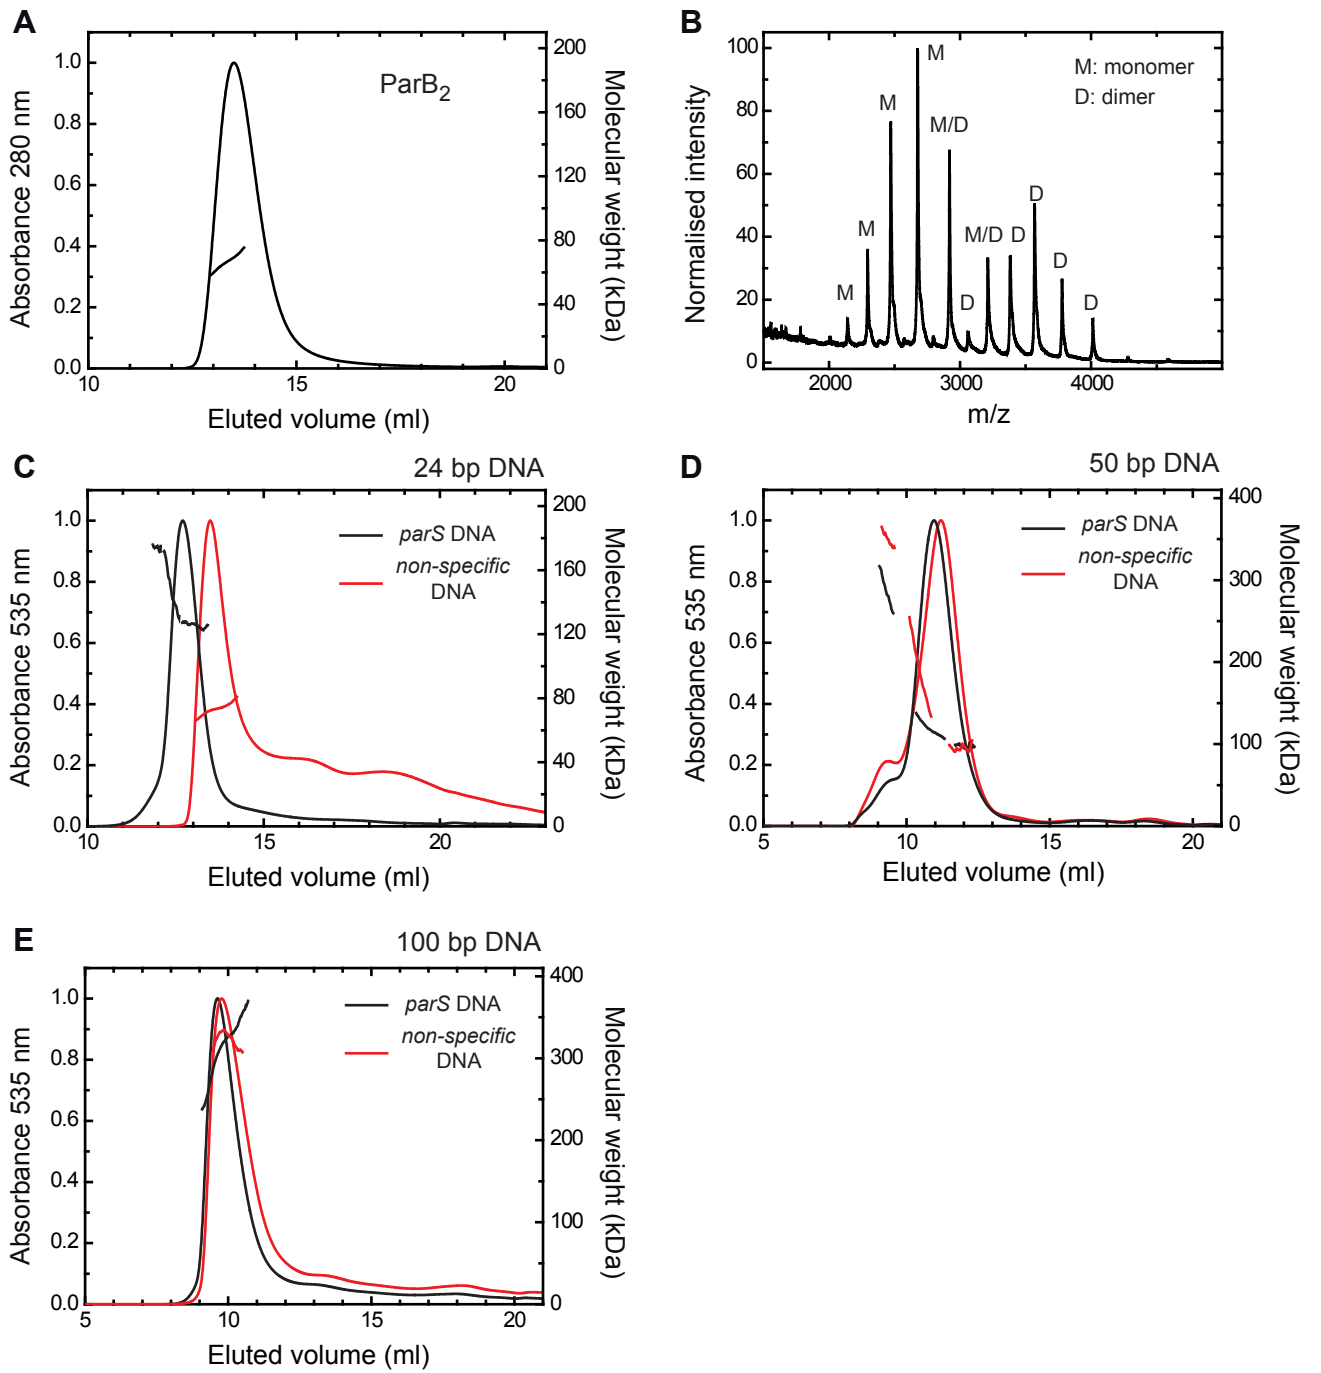 A
ParB2
Absorbance 280 nm
Molecular weight (kDa)
1.0
0.8
0.6
0.4
0.2
0.0
200
160
120
80
40
0
10
15
20
Eluted volume (ml)
B
M: monomer
D: dimer
Normalised intensity
100
80
60
40
20
0
M
M
M
M
M/D
D
M/D
D
D
D
D
2000
3000
4000
m/z
C
24 bp DNA
parS DNA
non-specific
DNA
Absorbance 535 nm
Molecular weight (kDa)
1.0
0.8
0.6
0.4
0.2
0.0
200
160
120
80
40
0
10
15
20
Eluted volume (ml)
D
50 bp DNA
parS DNA
non-specific
DNA
Absorbance 535 nm
Molecular weight (kDa)
1.0
0.8
0.6
0.4
0.2
0.0
400
300
200
100
0
5
10
15
20
Eluted volume (ml)
E
100 bp DNA
parS DNA
non-specific
DNA
Absorbance 535 nm
Molecular weight (kDa)
1.0
0.8
0.6
0.4
0.2
0.0
400
300
200
100
0
5
10
15
20
Eluted volume (ml)